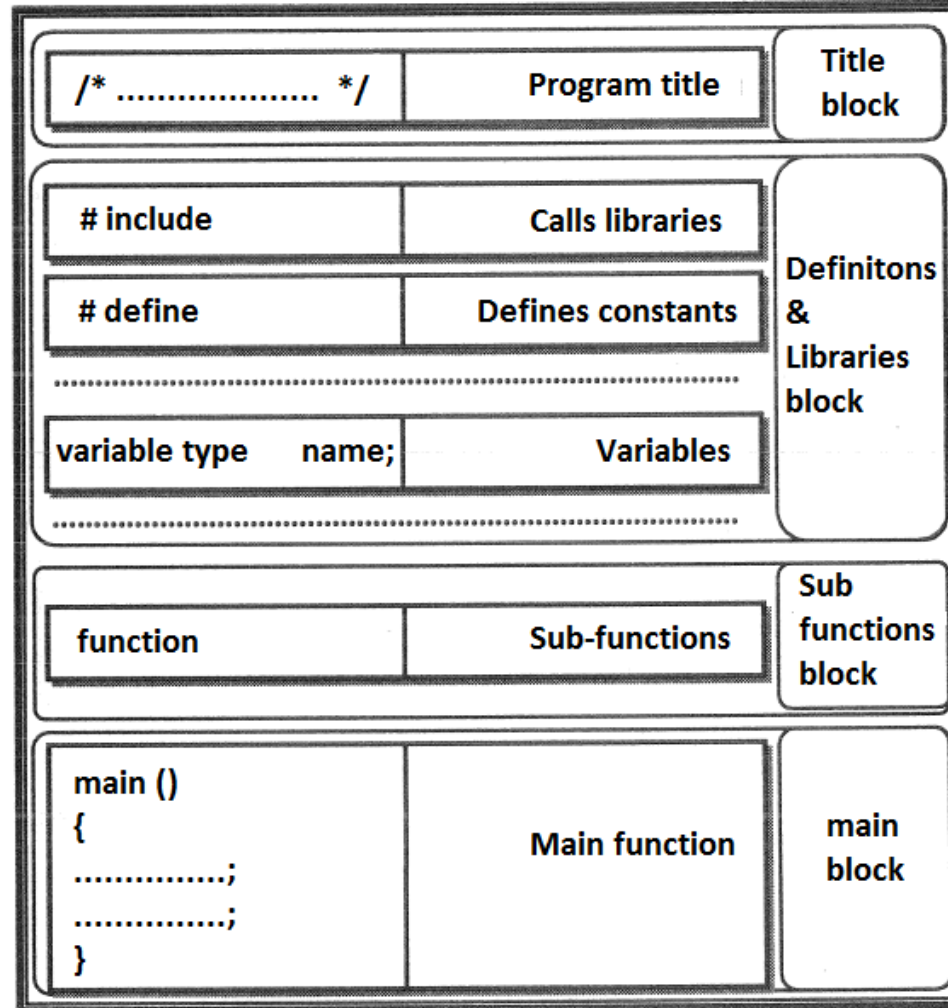 /* .................... */ Program title
Title
block
# include Calls libraries
# define Defines constants
Definitons
&
Libraries
block
variable type name; Variables
function Sub-functions
Sub
functions
block
main ()
{
...............;
...............;
}
Main function
main
block